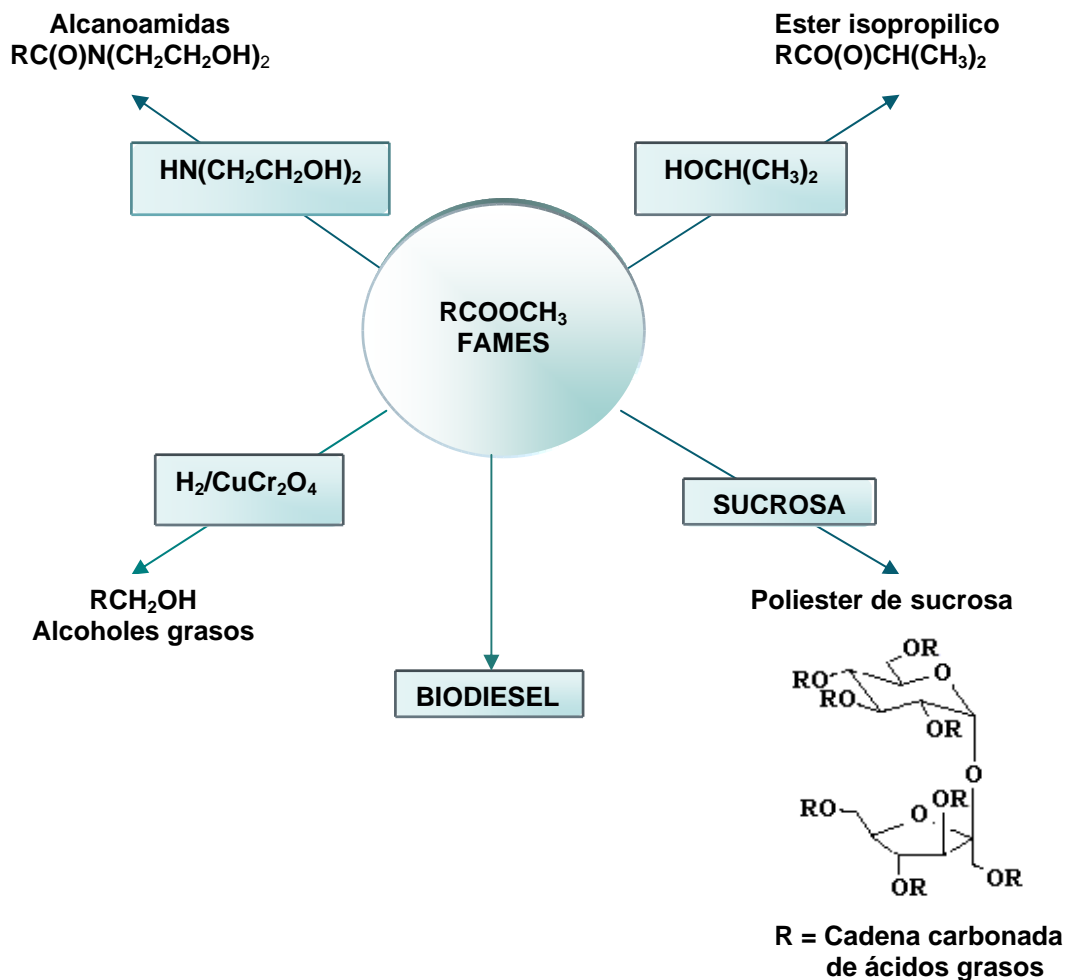 Alcanoamidas
RC(O)N(CH₂CH₂OH)₂
Ester isopropilico
RCO(O)CH(CH₃)₂
HN(CH₂CH₂OH)₂
HOCH(CH₃)₂
RCOOCH₃
FAMES
H₂/CuCr₂O₄
SUCROSA
RCH₂OH
Alcoholes grasos
BIODIESEL
Poliester de sucrosa
OR
O
RO
RO
OR
O
RO
O
OR
OR
OR
R = Cadena carbonada
de ácidos grasos